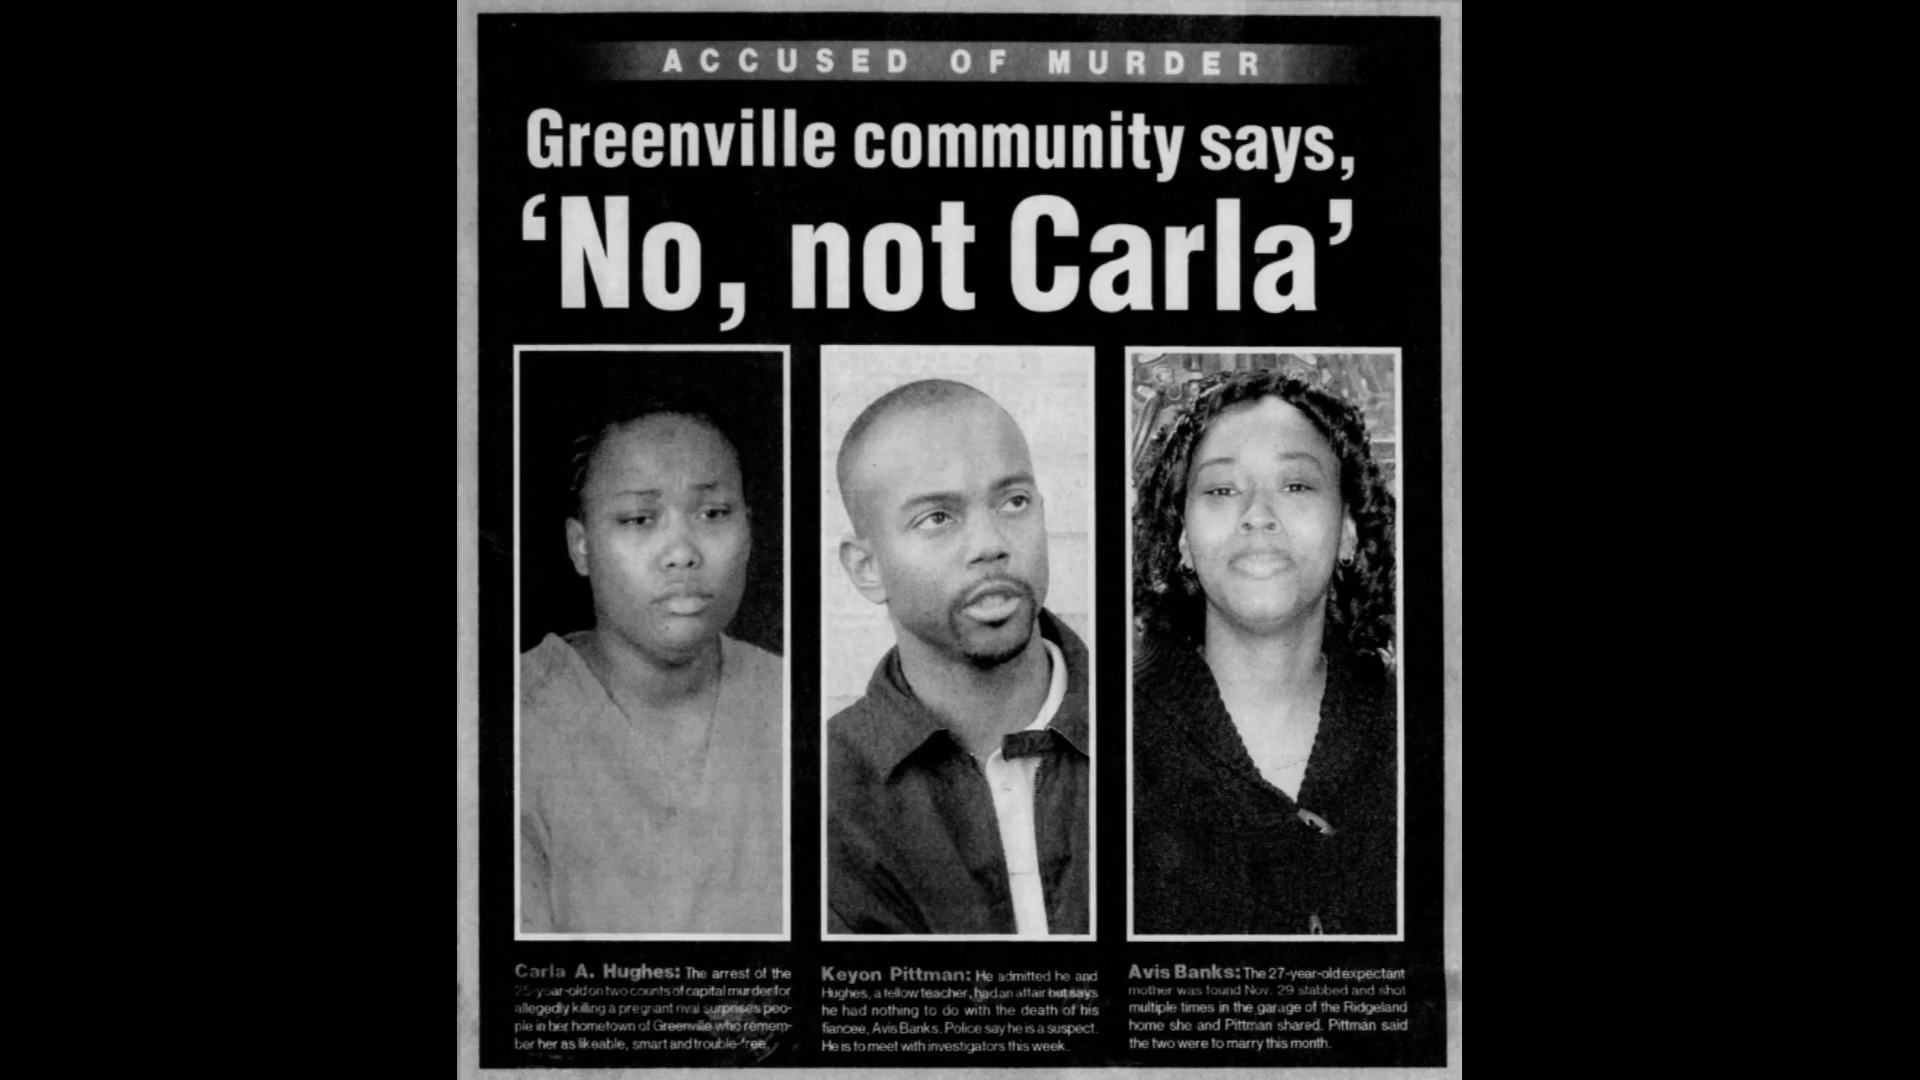 ACCUSED OF MURDER
Greenville community says,
‘No, not Carla’
Carla A. Hughes: The arrest of the
25-year-old on two counts of capital murder for
allegedly killing a pregnant rival surprises peo-
ple in her hometown of Greenville who remem-
ber her as likeable, smart and trouble-free.
Keyon Pittman: He admitted he and
Hughes, a fellow teacher, had an affair but says
he had nothing to do with the death of his
fiancee, Avis Banks. Police say he is a suspect.
He is to meet with investigators this week.
Avis Banks: The 27-year-old expectant
mother was found Nov. 29 stabbed and shot
multiple times in the garage of the Ridgeland
home she and Pittman shared. Pittman said
the two were to marry this month.